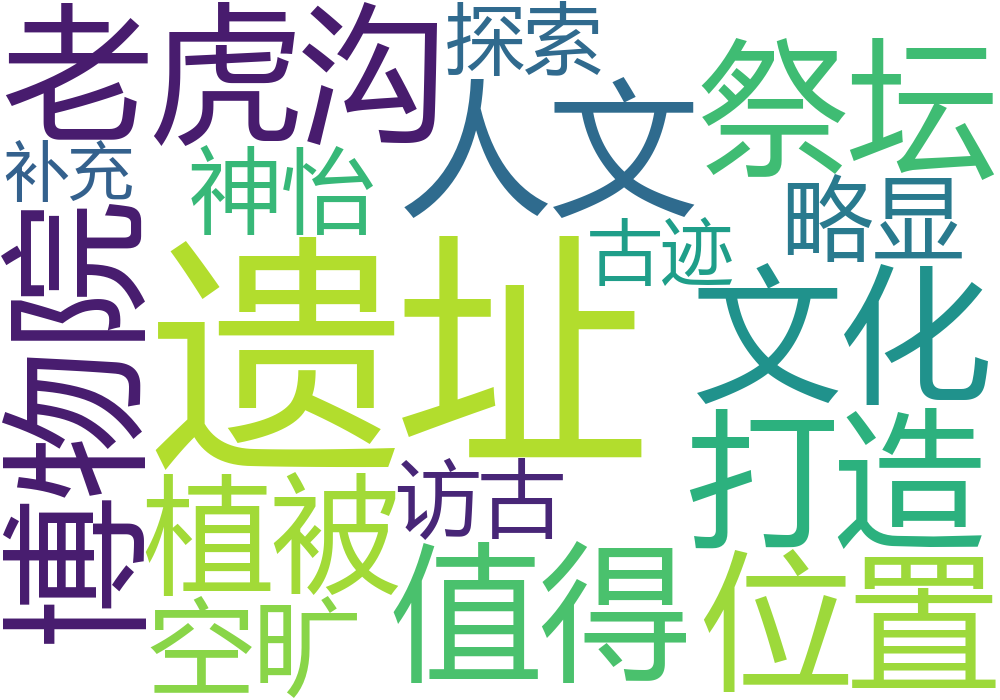 老虎沟
探索
人文
祭坛
补充
神怡
略显
古迹
博物院
遗址
文化
打造
植被
访古
值得
位置
空旷